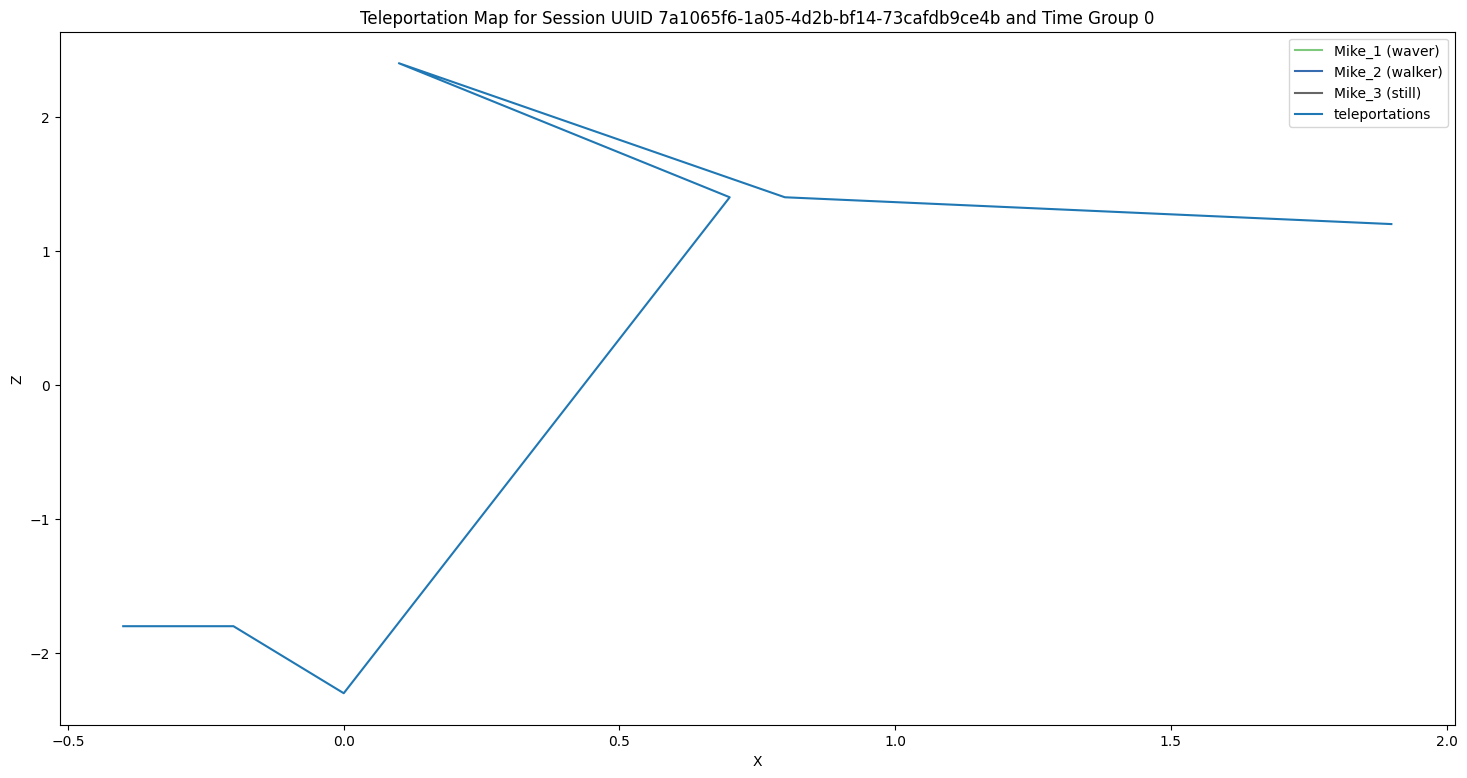 Teleportation Map for Session UUID 7a1065f6-1a05-4d2b-bf14-73cafdb9ce4b and Time Group 0
Mike_1 (waver)
Mike_2 (walker)
Mike_3 (still)
teleportations
Z
2
1
0
−1
−2
−0.5
0.0
0.5
1.0
1.5
2.0
X